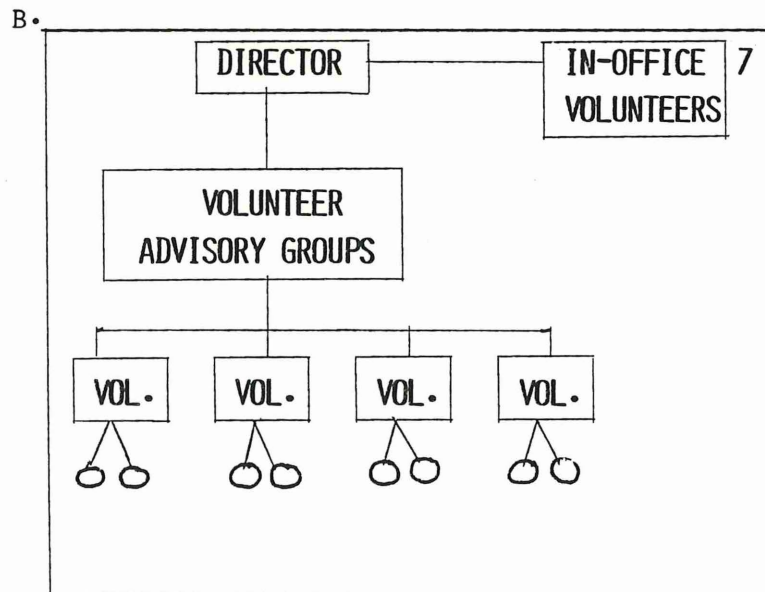 B.
DIRECTOR
IN-OFFICE 7
VOLUNTEERS
VOLUNTEER
ADVISORY GROUPS
VOL. VOL. VOL. VOL.